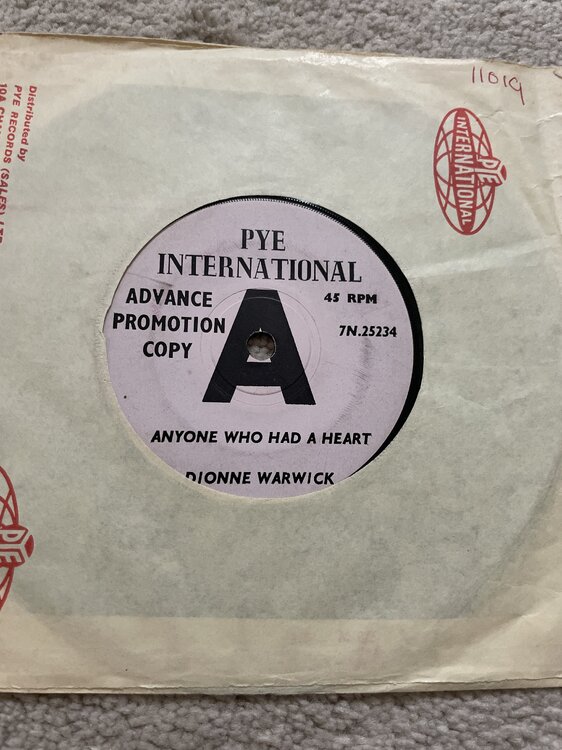 11019
Distributed by
PYE RECORDS (SALES) LTD
PYE
INTERNATIONAL
PYE
INTERNATIONAL
ADVANCE
PROMOTION
COPY
45 RPM
7N.25234
A
ANYONE WHO HAD A HEART
DIONNE WARWICK
PYE